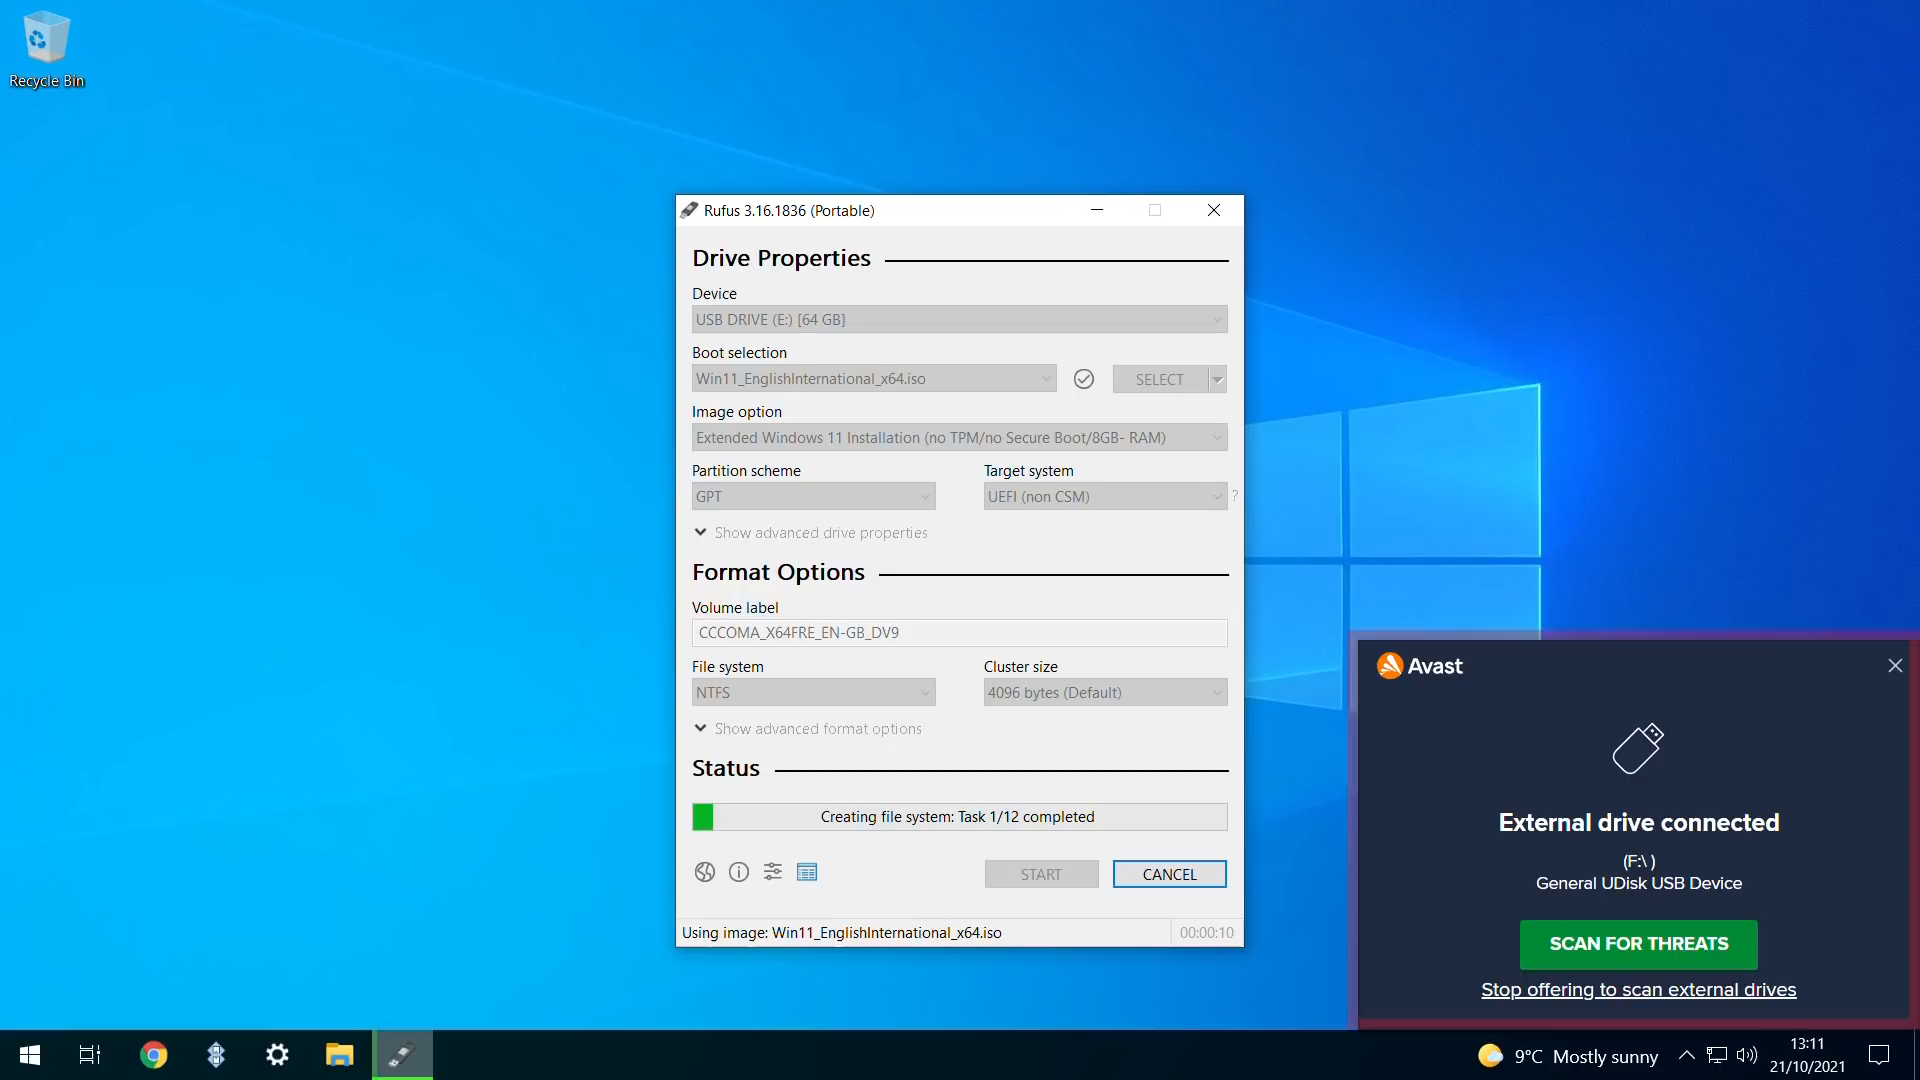 Recycle Bin
Rufus 3.16.1836 (Portable)
Drive Properties
Device
USB DRIVE (E:) [64 GB]
Boot selection
Win11_EnglishInternational_x64.iso
SELECT
Image option
Extended Windows 11 Installation (no TPM/no Secure Boot/8GB- RAM)
Partition scheme
Target system
GPT
UEFI (non CSM)
?
Show advanced drive properties
Format Options
Volume label
CCCOMA_X64FRE_EN-GB_DV9
File system
Cluster size
NTFS
4096 bytes (Default)
Show advanced format options
Status
Creating file system: Task 1/12 completed
START
CANCEL
Using image: Win11_EnglishInternational_x64.iso
00:00:10
Avast
External drive connected
(F:\ )
General UDisk USB Device
SCAN FOR THREATS
Stop offering to scan external drives
9°C Mostly sunny
13:11
21/10/2021